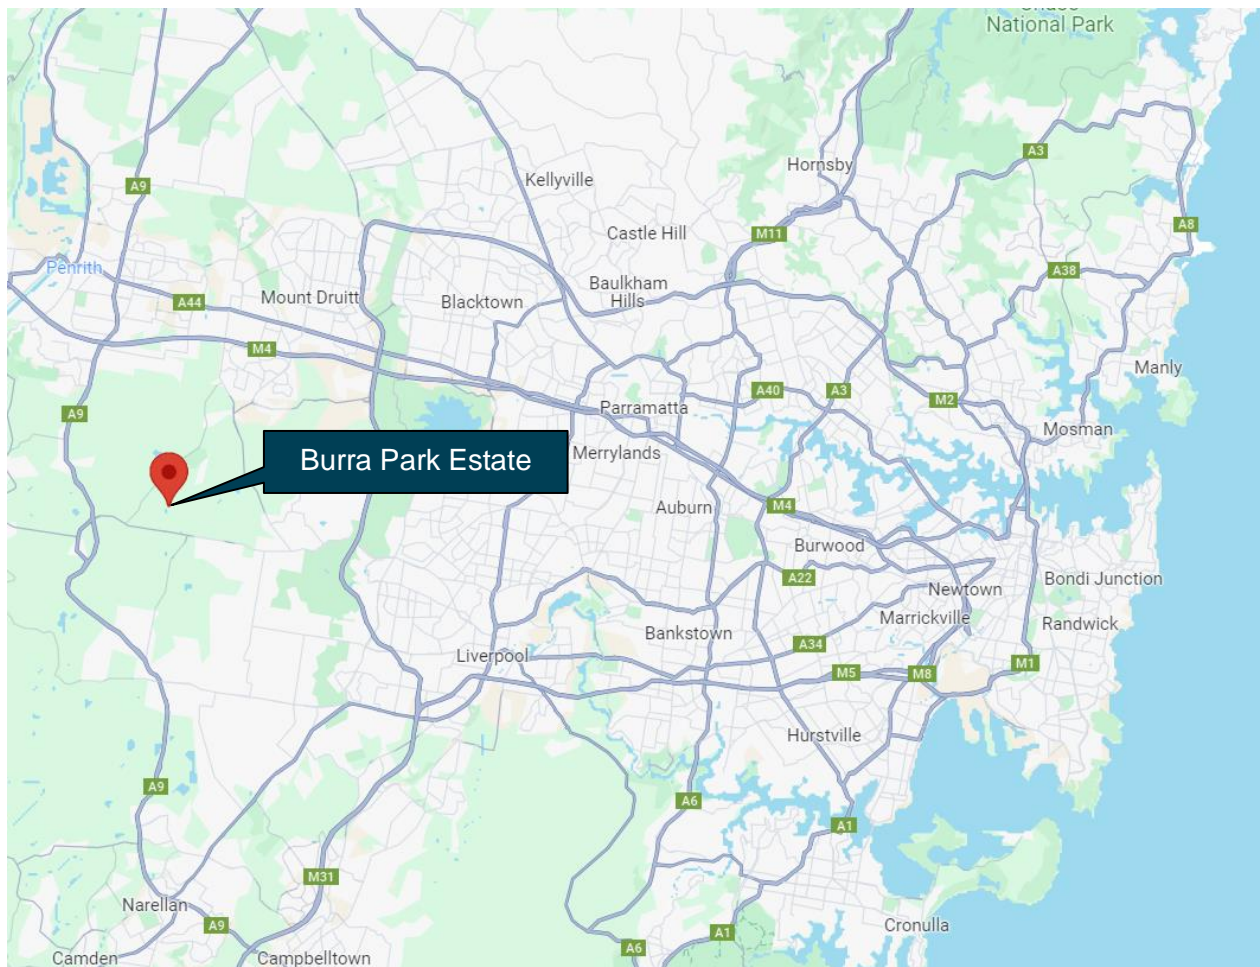 National Park
A8
A3
Hornsby
A9
Kellyville
Castle Hill
M11
A8
Penrith
A38
Baulkham
Hills
Mount Druitt
A44
Blacktown
M4
Manly
A40
A3
M2
Parramatta
A9
Mosman
Burra Park Estate
Merrylands
Auburn
M4
Burwood
A22
Bondi Junction
Newtown
Marrickville
Randwick
Bankstown
A34
Liverpool
M1
M5
M8
Hurstville
A9
A6
A1
M31
Narellan
A9
Cronulla
A1
A6
Camden
Campbelltown